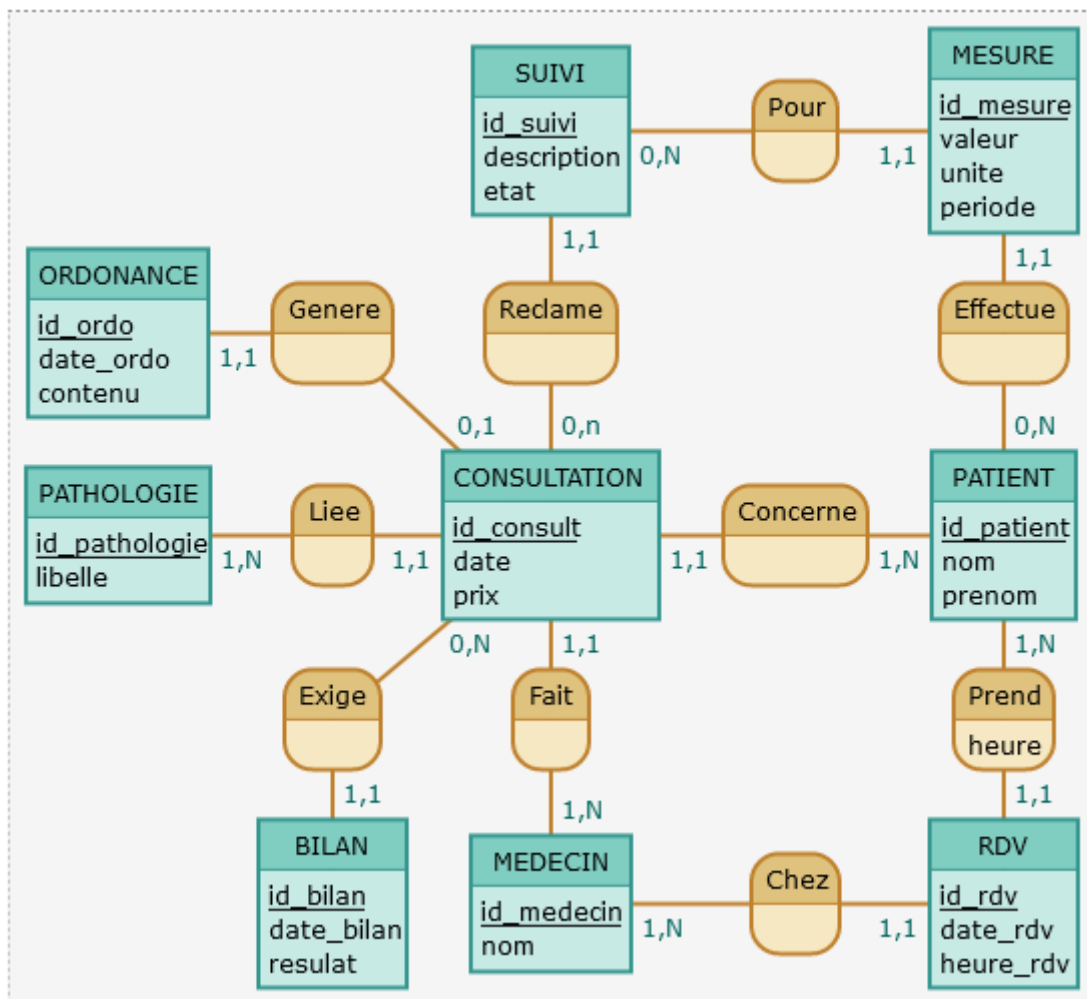 SUIVI
id_suivi
description
etat
0,N
1,1
Pour
1,1
MESURE
id_mesure
valeur
unite
periode
1,1
ORDONANCE
id_ordo
date_ordo
contenu
1,1
Genere
0,1
Reclame
0,n
Effectue
0,N
PATHOLOGIE
id_pathologie
libelle
1,N
Liee
1,1
CONSULTATION
id_consult
date
prix
0,N
1,1
1,1
Concerne
1,N
PATIENT
id_patient
nom
prenom
1,N
Exige
1,1
Fait
1,N
Prend
heure
1,1
BILAN
id_bilan
date_bilan
resulat
MEDECIN
id_medecin
nom
1,N
Chez
1,1
RDV
id_rdv
date_rdv
heure_rdv